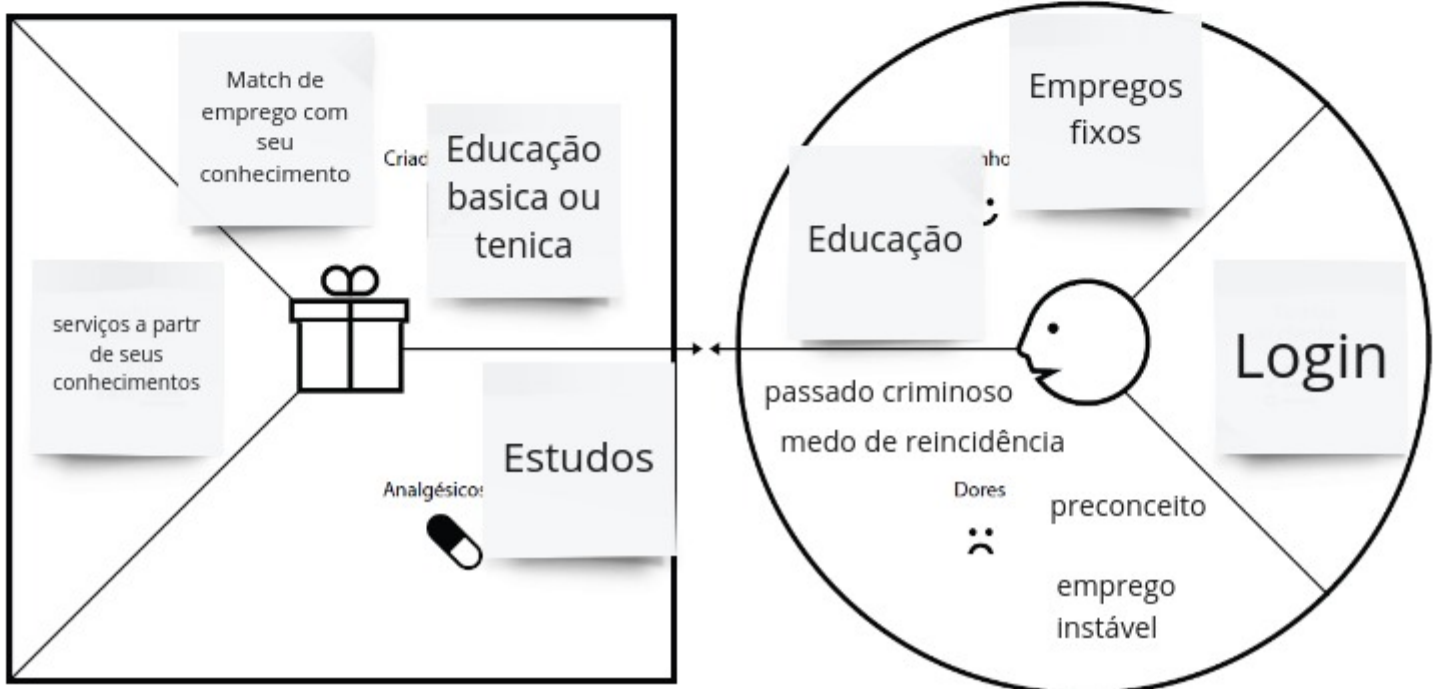 Match de
emprego com
seu
conhecimento
Criad
Educação
basica ou
tenica
serviços a partr
de seus
conhecimentos
Estudos
Analgésicos
Empregos
fixos
nho
Educação
Login
passado criminoso
medo de reincidência
Dores
preconceito
emprego
instável